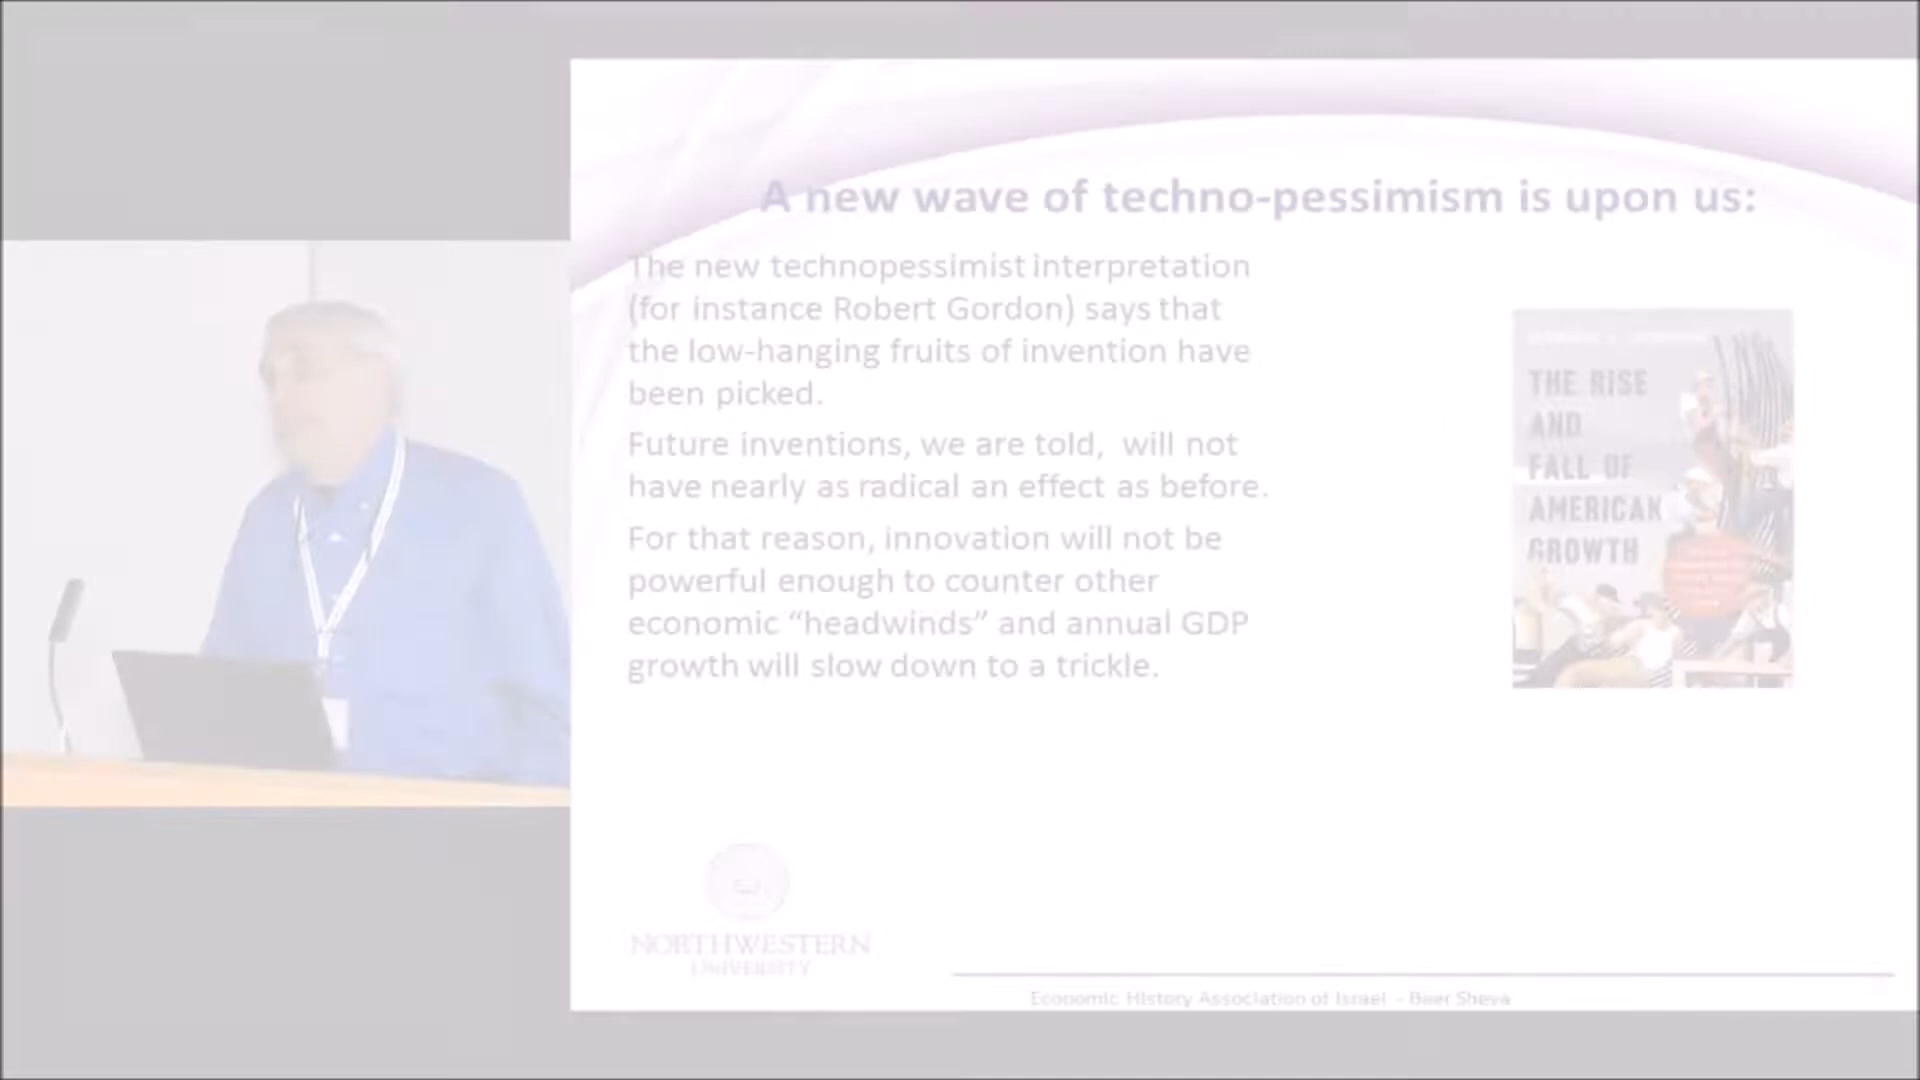 A new wave of techno-pessimism is upon us:
The new technopessimist interpretation
(for instance Robert Gordon) says that
the low-hanging fruits of invention have
been picked.
Future inventions, we are told, will not
have nearly as radical an effect as before.
For that reason, innovation will not be
powerful enough to counter other
economic “headwinds” and annual GDP
growth will slow down to a trickle.
THE RISE
AND
FALL OF
AMERICAN
GROWTH
NORTHWESTERN
UNIVERSITY
Economic History Association of Israel - Beer Sheva